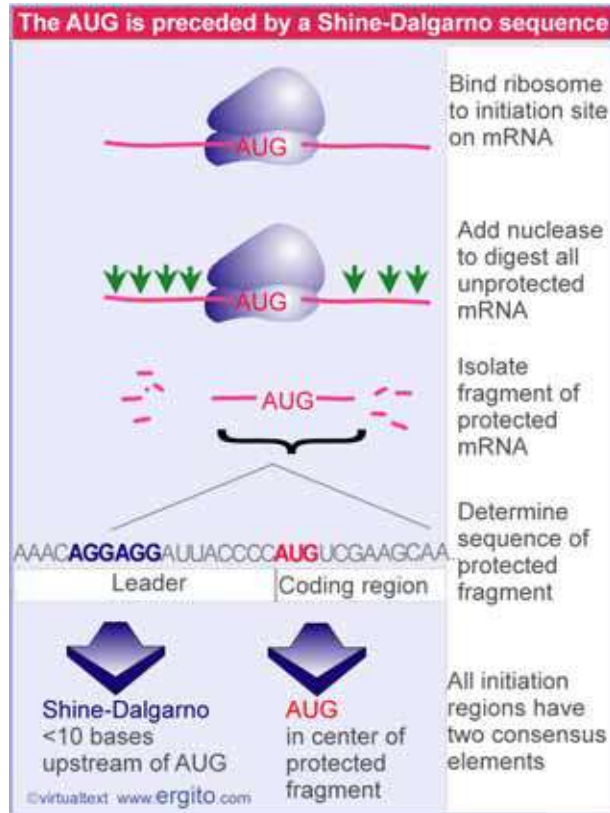 The AUG is preceded by a Shine-Dalgarno sequence
Bind ribosome
to initiation site
on mRNA
AUG
Add nuclease
to digest all
unprotected
mRNA
AUG
Isolate
fragment of
protected
mRNA
AUG
Determine
sequence of
protected
fragment
AAACAGGAGGAUUACCCCAUGUCGAAGCAA
Leader
Coding region
All initiation
regions have
two consensus
elements
Shine-Dalgarno
<10 bases
upstream of AUG
AUG
in center of
protected
fragment
©virtualtext www.ergito.com